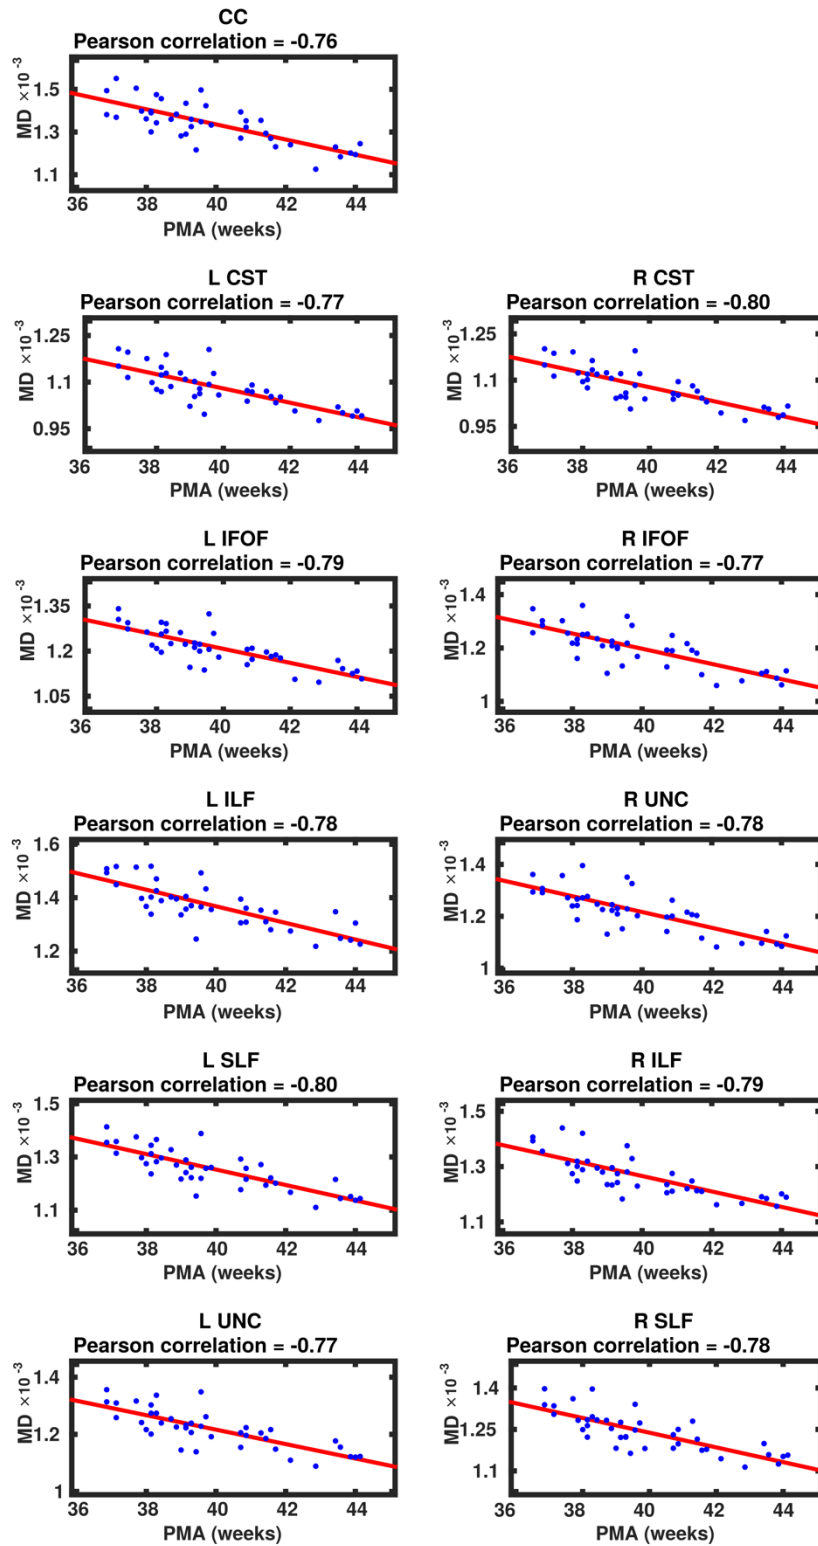 CC
Pearson correlation = -0.76
MD ×10⁻³
1.5
1.3
1.1
36 38 40 42 44
PMA (weeks)
L CST
Pearson correlation = -0.77
MD ×10⁻³
1.25
1.1
0.95
36 38 40 42 44
PMA (weeks)
R CST
Pearson correlation = -0.80
MD ×10⁻³
1.25
1.1
0.95
36 38 40 42 44
PMA (weeks)
L IFOF
Pearson correlation = -0.79
MD ×10⁻³
1.35
1.2
1.05
36 38 40 42 44
PMA (weeks)
R IFOF
Pearson correlation = -0.77
MD ×10⁻³
1.4
1.2
1
36 38 40 42 44
PMA (weeks)
L ILF
Pearson correlation = -0.78
MD ×10⁻³
1.6
1.4
1.2
36 38 40 42 44
PMA (weeks)
R UNC
Pearson correlation = -0.78
MD ×10⁻³
1.4
1.2
1
36 38 40 42 44
PMA (weeks)
L SLF
Pearson correlation = -0.80
MD ×10⁻³
1.5
1.3
1.1
36 38 40 42 44
PMA (weeks)
R ILF
Pearson correlation = -0.79
MD ×10⁻³
1.5
1.3
1.1
36 38 40 42 44
PMA (weeks)
L UNC
Pearson correlation = -0.77
MD ×10⁻³
1.4
1.2
1
36 38 40 42 44
PMA (weeks)
R SLF
Pearson correlation = -0.78
MD ×10⁻³
1.4
1.25
1.1
36 38 40 42 44
PMA (weeks)